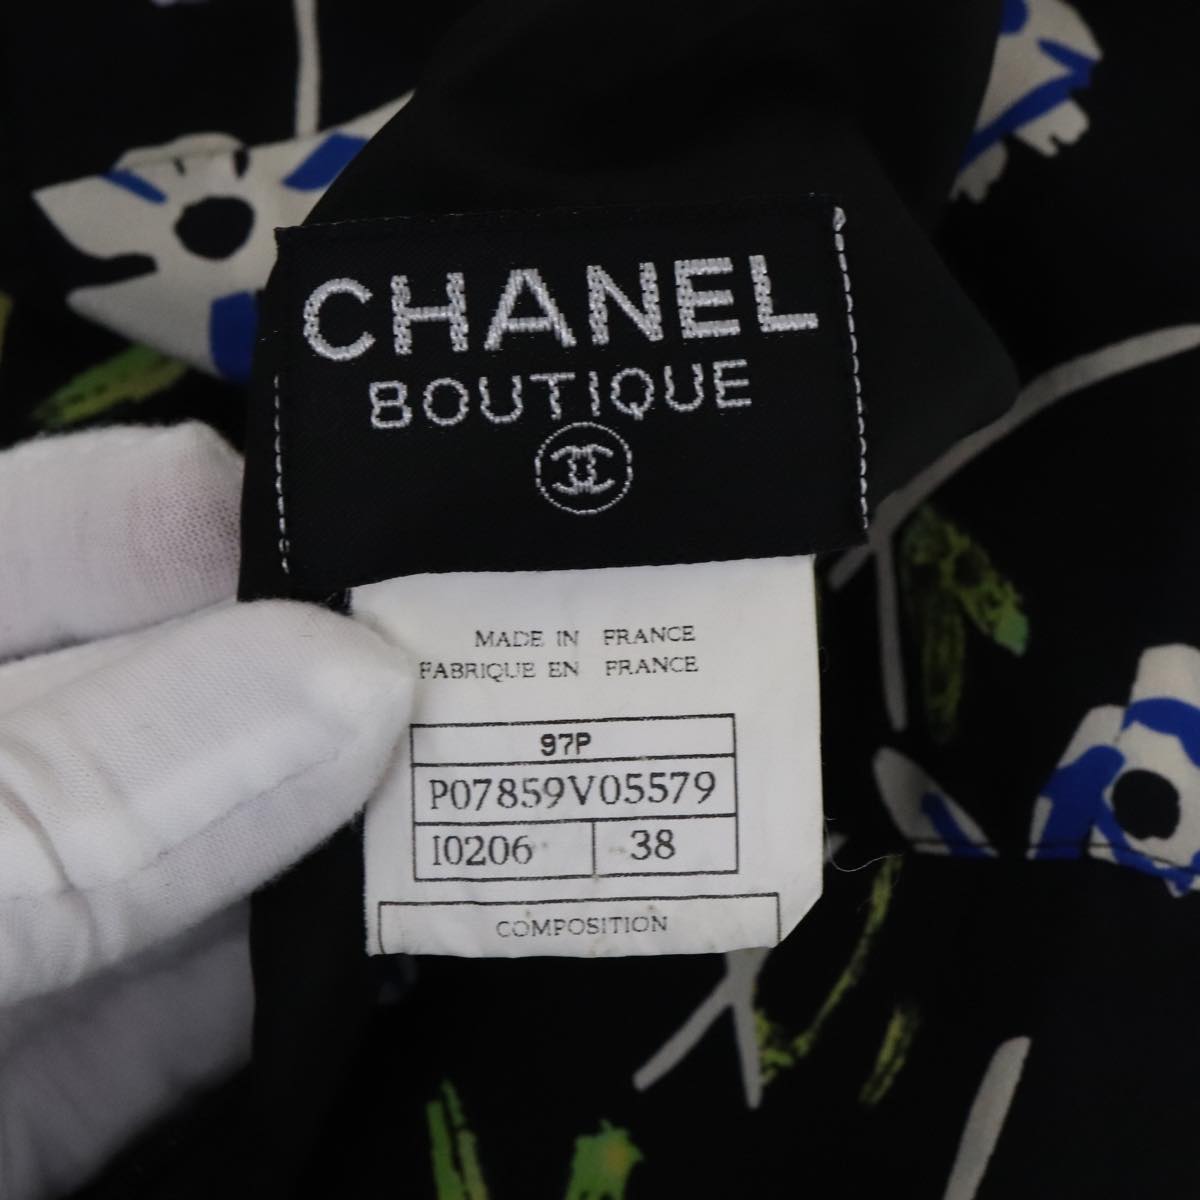 CHANEL
BOUTIQUE
MADE IN FRANCE
FABRIQUE EN FRANCE
97P
P07859V05579
I0206 38
COMPOSITION